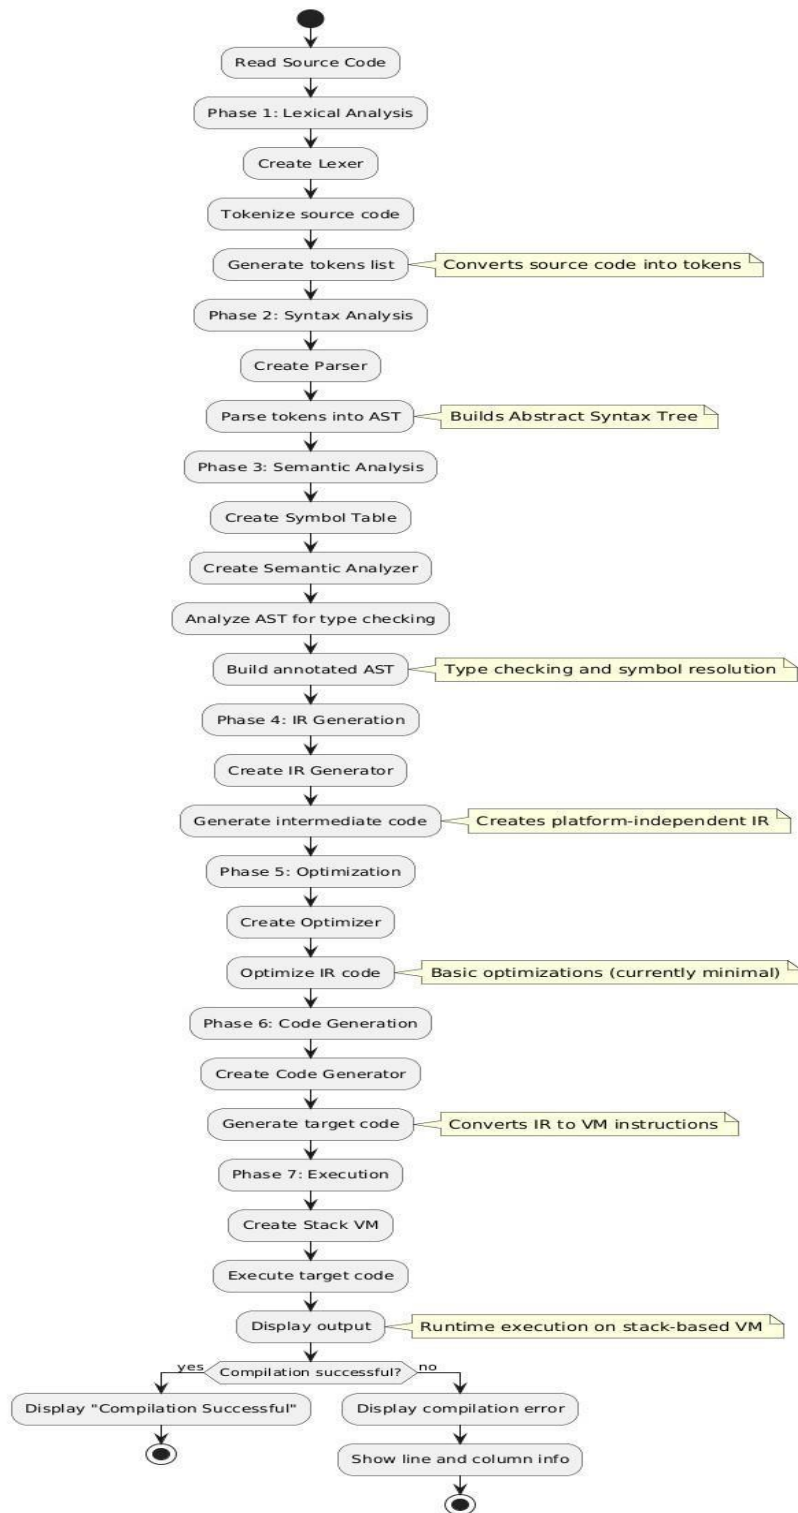 Read Source Code
Phase 1: Lexical Analysis
Create Lexer
Tokenize source code
Generate tokens list
Converts source code into tokens
Phase 2: Syntax Analysis
Create Parser
Parse tokens into AST
Builds Abstract Syntax Tree
Phase 3: Semantic Analysis
Create Symbol Table
Create Semantic Analyzer
Analyze AST for type checking
Build annotated AST
Type checking and symbol resolution
Phase 4: IR Generation
Create IR Generator
Generate intermediate code
Creates platform-independent IR
Phase 5: Optimization
Create Optimizer
Optimize IR code
Basic optimizations (currently minimal)
Phase 6: Code Generation
Create Code Generator
Generate target code
Converts IR to VM instructions
Phase 7: Execution
Create Stack VM
Execute target code
Display output
Runtime execution on stack-based VM
yes
Compilation successful?
no
Display "Compilation Successful"
Display compilation error
Show line and column info